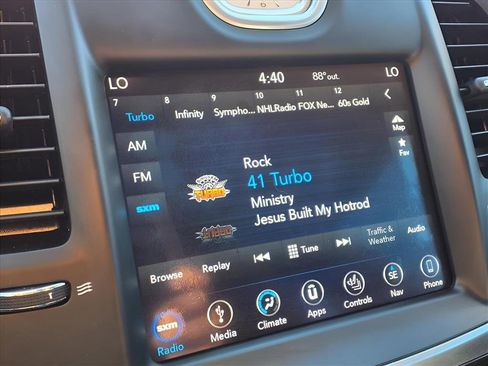 LO 4:40 88° out. LO
7 8 9 10 11 12
Turbo Infinity Sympho... NHLRadio FOX Ne... 60s Gold
AM
Map
FM
Fav
sxm
Rock
TURBO
41 Turbo
Ministry
Jesus Built My Hotrod
Browse Replay Tune Traffic & Weather Audio
sxm
Radio Media Climate Apps Controls SE Nav Phone